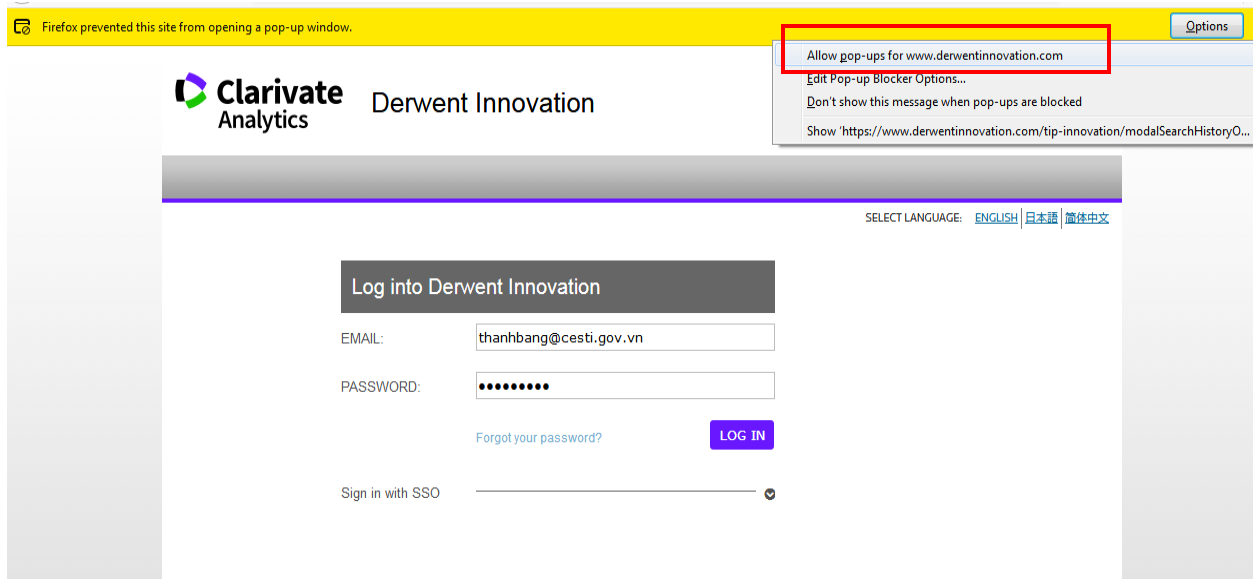 Firefox prevented this site from opening a pop-up window.
Options
Allow pop-ups for www.derwentinnovation.com
Edit Pop-up Blocker Options...
Don't show this message when pop-ups are blocked
Show 'https://www.derwentinnovation.com/tip-innovation/modalSearchHistoryO...
Clarivate
Analytics
Derwent Innovation
SELECT LANGUAGE: ENGLISH 日本語 简体中文
Log into Derwent Innovation
EMAIL: thanhbang@cesti.gov.vn
PASSWORD: •••••••••
Forgot your password? LOG IN
Sign in with SSO